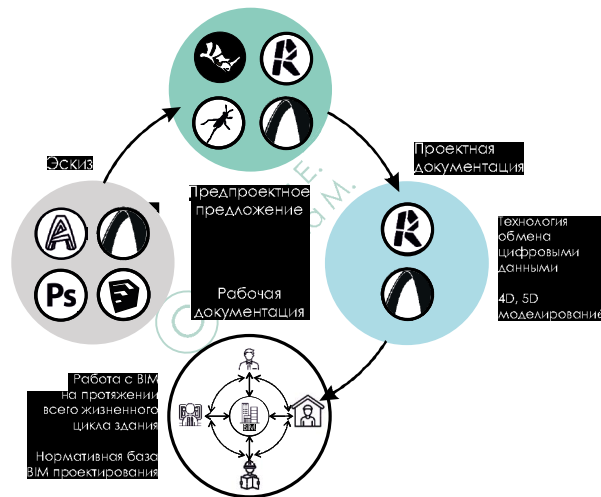 Эскиз
Предпроектное
предложение
Проектная
документация
Ps
Технология
обмена
цифровыми
данными
4D, 5D
моделирование
Рабочая
документация
Работа с BIM
на протяжении
всего жизненного
цикла здания
Нормативная база
BIM проектирования
BIM